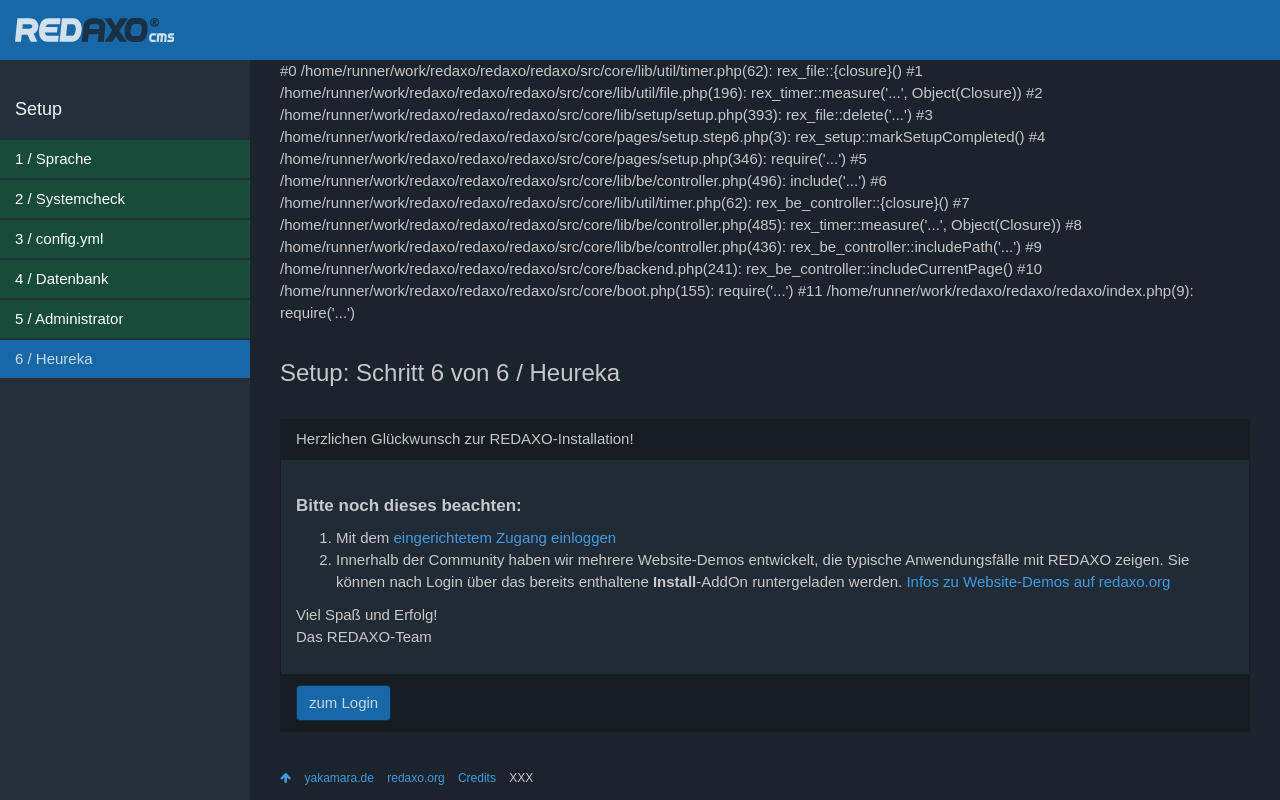 REDAXO® cms
Setup
1 / Sprache
2 / Systemcheck
3 / config.yml
4 / Datenbank
5 / Administrator
6 / Heureka
#0 /home/runner/work/redaxo/redaxo/redaxo/src/core/lib/util/timer.php(62): rex_file::{closure}() #1
/home/runner/work/redaxo/redaxo/redaxo/src/core/lib/util/file.php(196): rex_timer::measure('...', Object(Closure)) #2
/home/runner/work/redaxo/redaxo/redaxo/src/core/lib/setup/setup.php(393): rex_file::delete('...') #3
/home/runner/work/redaxo/redaxo/redaxo/src/core/pages/setup.step6.php(3): rex_setup::markSetupCompleted() #4
/home/runner/work/redaxo/redaxo/redaxo/src/core/pages/setup.php(346): require('...') #5
/home/runner/work/redaxo/redaxo/redaxo/src/core/lib/be/controller.php(496): include('...') #6
/home/runner/work/redaxo/redaxo/redaxo/src/core/lib/util/timer.php(62): rex_be_controller::{closure}() #7
/home/runner/work/redaxo/redaxo/redaxo/src/core/lib/be/controller.php(485): rex_timer::measure('...', Object(Closure)) #8
/home/runner/work/redaxo/redaxo/redaxo/src/core/lib/be/controller.php(436): rex_be_controller::includePath('...') #9
/home/runner/work/redaxo/redaxo/redaxo/src/core/backend.php(241): rex_be_controller::includeCurrentPage() #10
/home/runner/work/redaxo/redaxo/redaxo/src/core/boot.php(155): require('...') #11 /home/runner/work/redaxo/redaxo/redaxo/index.php(9):
require('...')
Setup: Schritt 6 von 6 / Heureka
Herzlichen Glückwunsch zur REDAXO-Installation!
Bitte noch dieses beachten:
1. Mit dem eingerichtetem Zugang einloggen
2. Innerhalb der Community haben wir mehrere Website-Demos entwickelt, die typische Anwendungsfälle mit REDAXO zeigen. Sie
können nach Login über das bereits enthaltene Install-AddOn runtergeladen werden. Infos zu Website-Demos auf redaxo.org
Viel Spaß und Erfolg!
Das REDAXO-Team
zum Login
yakamara.de redaxo.org Credits XXX